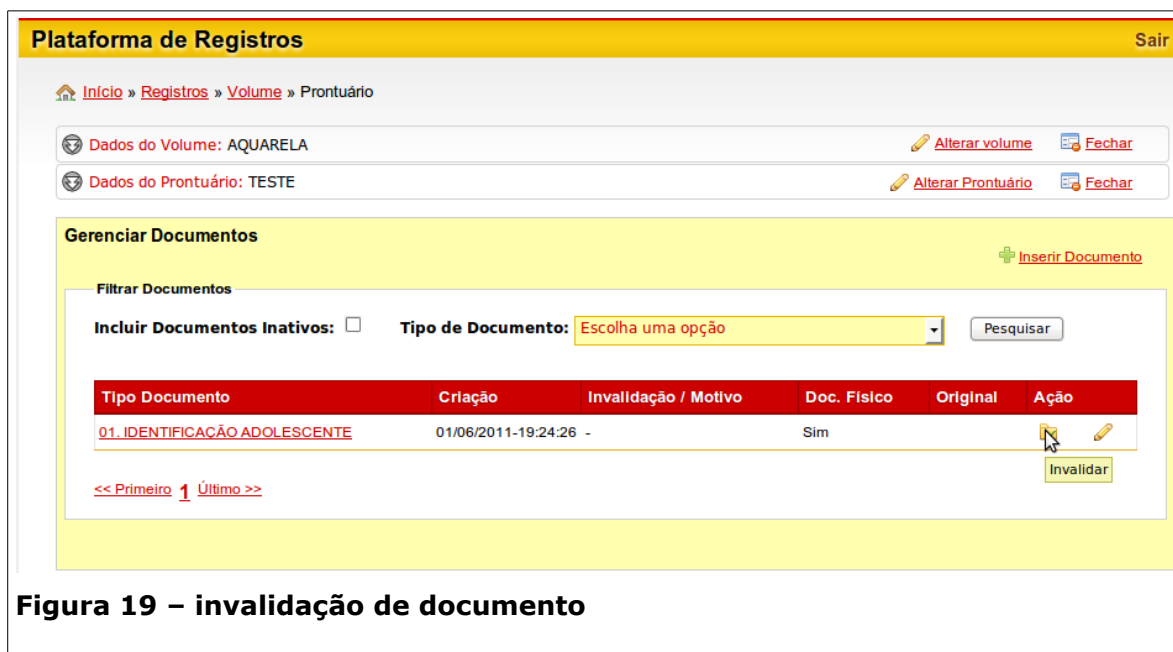 Plataforma de Registros Sair
Início » Registros » Volume » Prontuário
Dados do Volume: AQUARELA Alterar volume Fechar
Dados do Prontuário: TESTE Alterar Prontuário Fechar
Gerenciar Documentos
Inserir Documento
Filtrar Documentos
Incluir Documentos Inativos: Tipo de Documento: Escolha uma opção Pesquisar
Tipo Documento Criação Invalidação / Motivo Doc. Físico Original Ação
01. IDENTIFICAÇÃO ADOLESCENTE 01/06/2011-19:24:26 - Sim
Invalidar
<< Primeiro 1 Último >>
Figura 19 – invalidação de documento